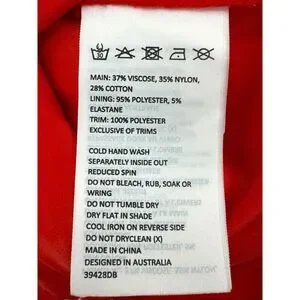 MAIN: 37% VISCOSE, 35% NYLON,
28% COTTON
LINING: 95% POLYESTER, 5%
ELASTANE
TRIM: 100% POLYESTER
EXCLUSIVE OF TRIMS
COLD HAND WASH
SEPARATELY INSIDE OUT
REDUCED SPIN
DO NOT BLEACH, RUB, SOAK OR
WRING
DO NOT TUMBLE DRY
DRY FLAT IN SHADE
COOL IRON ON REVERSE SIDE
DO NOT DRYCLEAN (X)
MADE IN CHINA
DESIGNED IN AUSTRALIA
39428DB